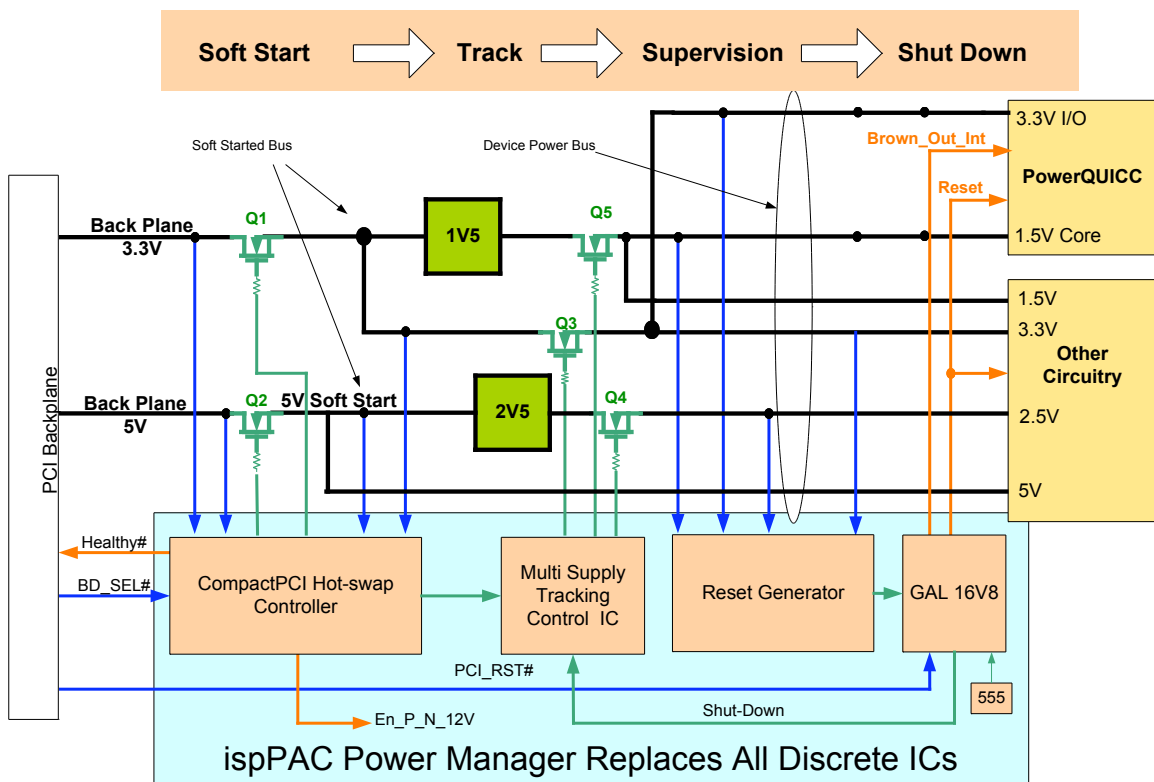 Soft Start
Track
Supervision
Shut Down
Soft Started Bus
Device Power Bus
3.3V I/O
Brown_Out_Int
PowerQUICC
Reset
1.5V Core
Back Plane
3.3V
Q1
1V5
Q5
1.5V
3.3V
Q3
Other
Circuitry
Back Plane
5V
Q2
5V Soft Start
2V5
Q4
2.5V
5V
PCI Backplane
Healthy#
BD_SEL#
CompactPCI Hot-swap
Controller
Multi Supply
Tracking
Control IC
Reset Generator
GAL 16V8
PCI_RST#
555
En_P_N_12V
Shut-Down
ispPAC Power Manager Replaces All Discrete ICs